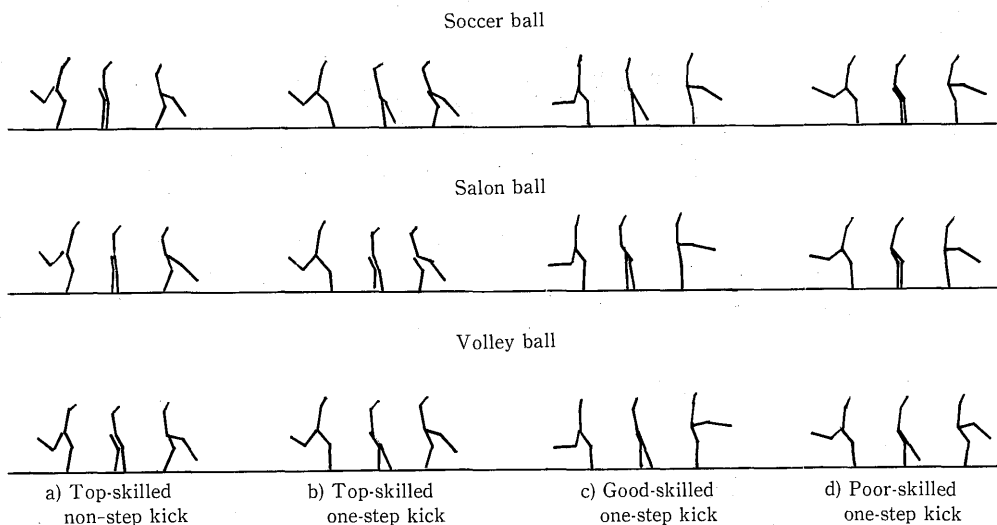 Soccer ball
Salon ball
Volley ball
a) Top-skilled
non-step kick
b) Top-skilled
one-step kick
c) Good-skilled
one-step kick
d) Poor-skilled
one-step kick